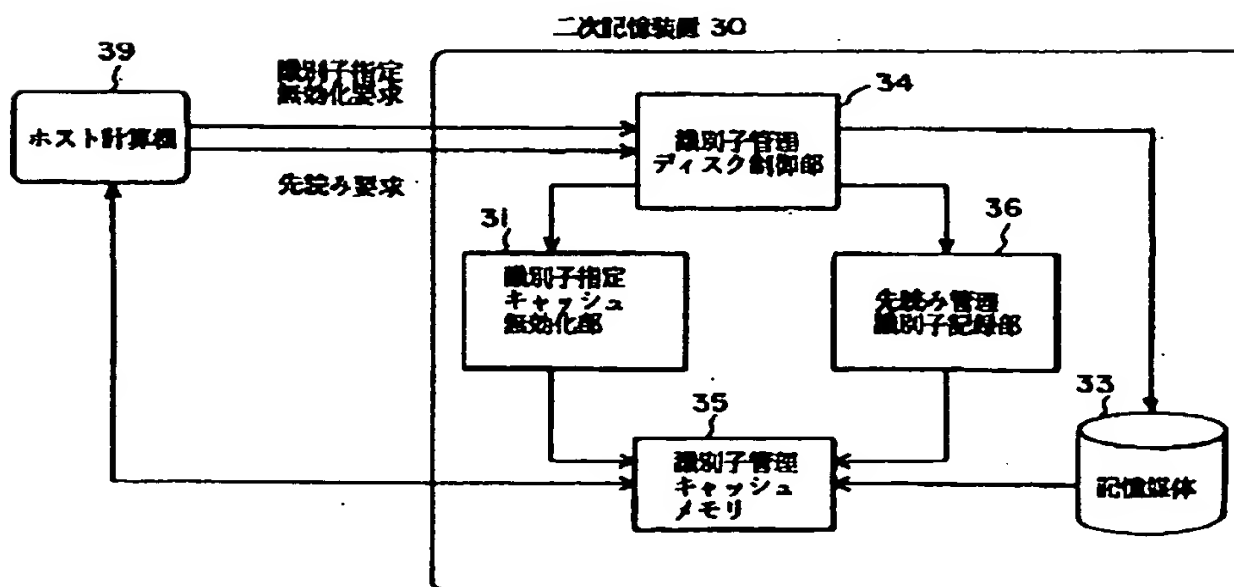 二次記憶装置 30
39
識別子指定
無効化要求
34
ホスト計算機
識別子管理
ディスク制御部
先読み要求
31
36
識別子指定
キャッシュ
無効化部
先読み管理
識別子記録部
33
35
識別子管理
キャッシュ
メモリ
記憶媒体